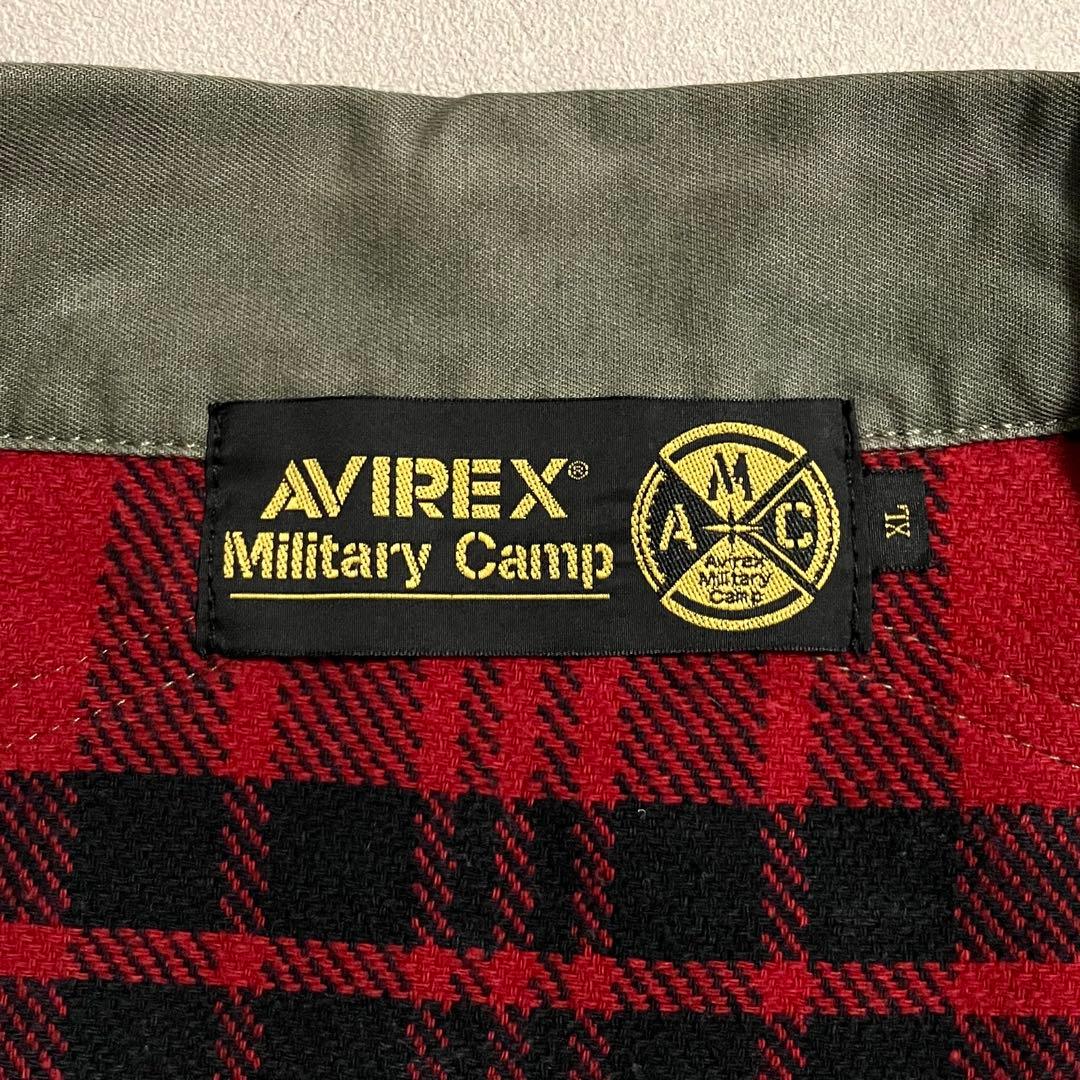 AVIREX®
Military Camp
M
A C
Avirex
Military
Camp
XL